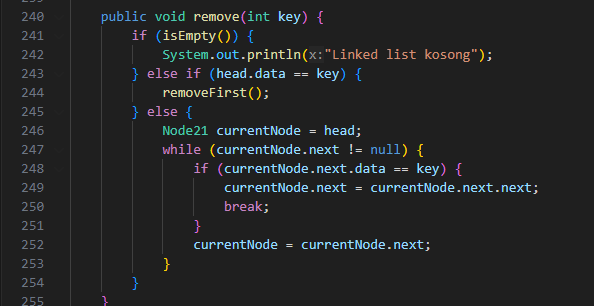 240 public void remove(int key) {
241 if (isEmpty()) {
242 System.out.println(x:"Linked list kosong");
243 } else if (head.data == key) {
244 removeFirst();
245 } else {
246 Node21 currentNode = head;
247 while (currentNode.next != null) {
248 if (currentNode.next.data == key) {
249 currentNode.next = currentNode.next.next;
250 break;
251 }
252 currentNode = currentNode.next;
253 }
254 }
255 }